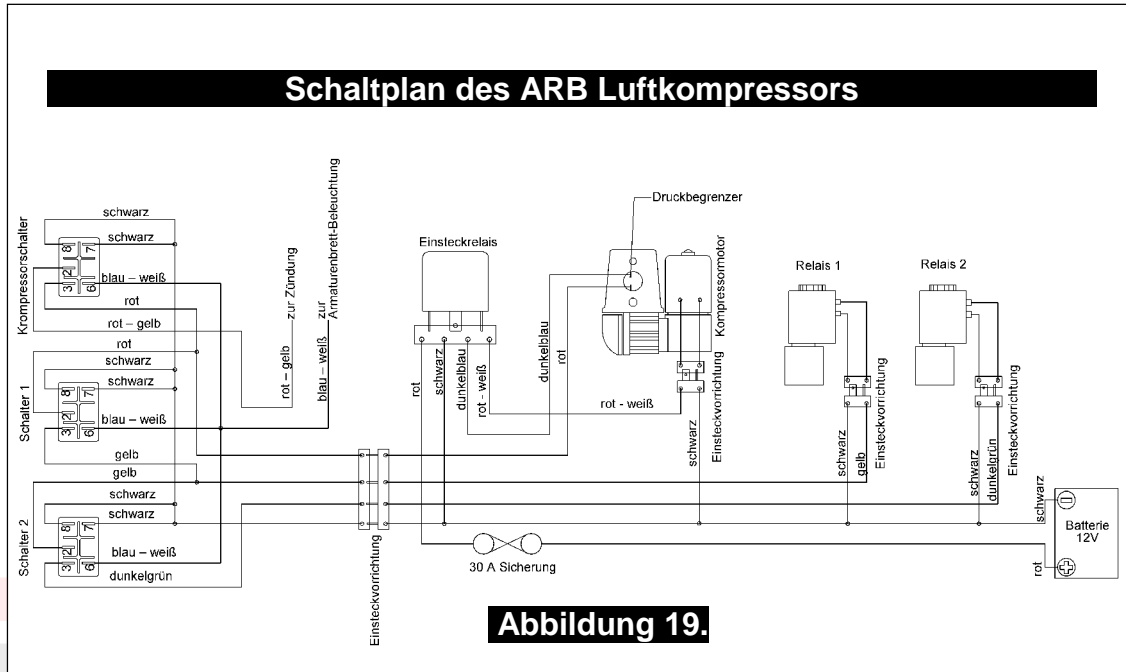 Schaltplan des ARB Luftkompressors
Krompressorschalter
schwarz
8
7
schwarz
2
blau – weiß
3
6
rot
rot – gelb
rot
schwarz
Schalter 1
8
7
schwarz
2
blau – weiß
3
6
gelb
gelb
schwarz
Schalter 2
8
7
schwarz
2
blau – weiß
3
6
dunkelgrün
rot – gelb
zur Zündung
blau – weiß
zur
Armaturenbrett-Beleuchtung
Einsteckvorrichtung
Einsteckrelais
rot
schwarz
dunkelblau
rot - weiß
dunkelblau
rot
Druckbegrenzer
Kompressormotor
rot - weiß
schwarz
Einsteckvorrichtung
Relais 1
schwarz
gelb
Einsteckvorrichtung
Relais 2
schwarz
dunkelgrün
Einsteckvorrichtung
schwarz
Batterie
12V
rot
30 A Sicherung
Abbildung 19.